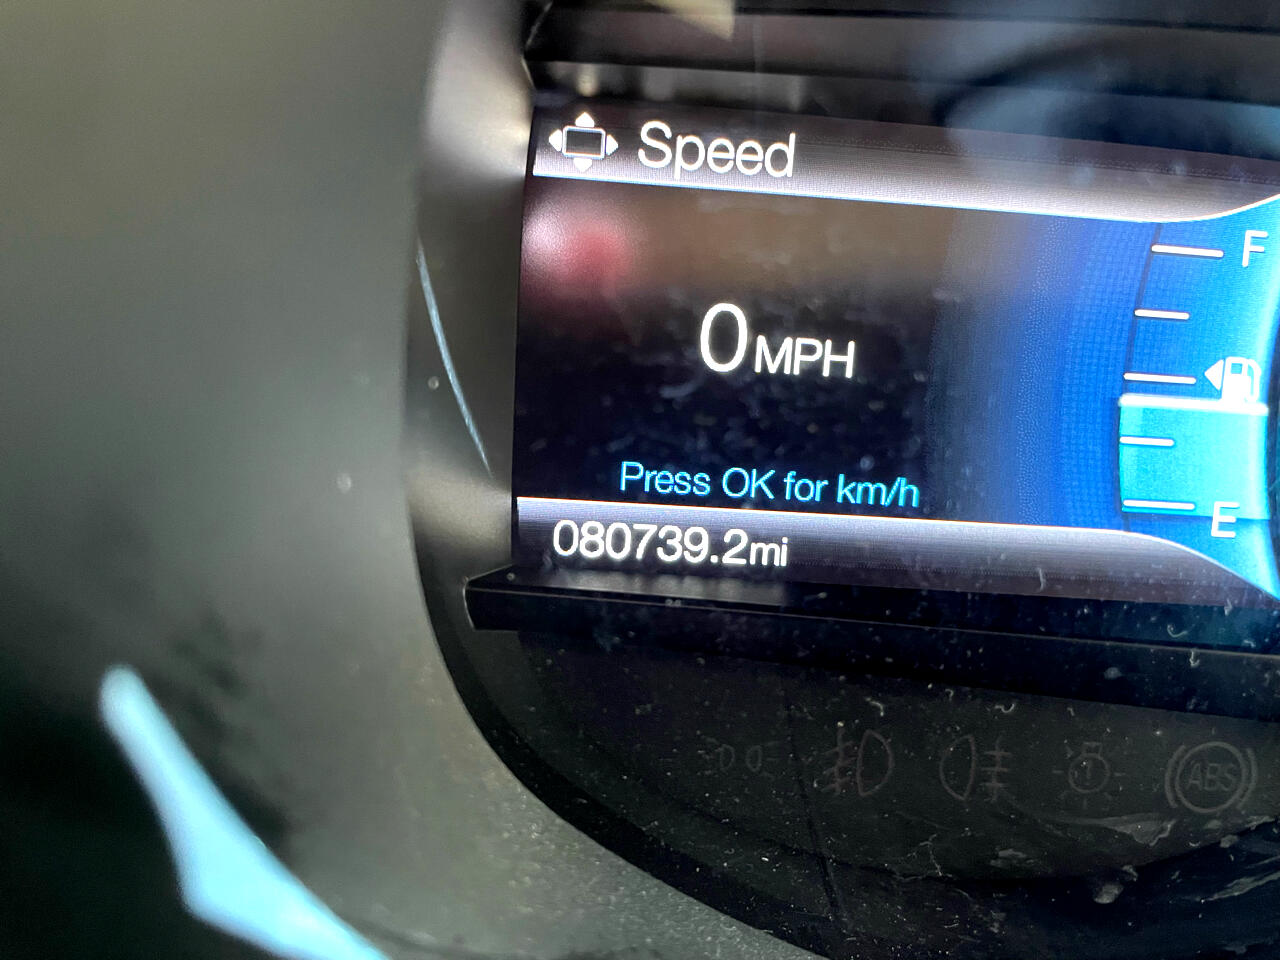 Speed
F
0 MPH
Press OK for km/h
E
080739.2mi
ABS